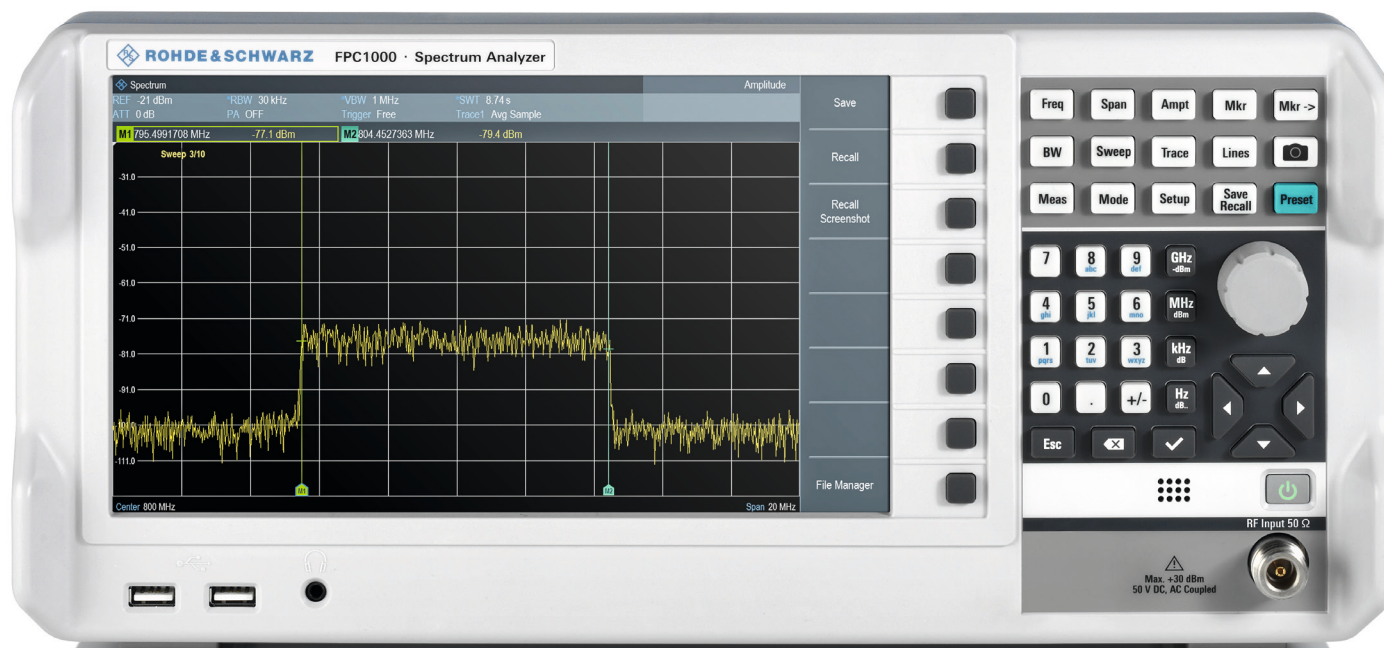 ROHDE&SCHWARZ FPC1000 · Spectrum Analyzer
Spectrum Amplitude
REF -21 dBm °RBW 30 kHz °VBW 1 MHz °SWT 8.74 s
ATT 0 dB PA OFF Trigger Free Trace1 Avg Sample
M1 795.4991708 MHz -77.1 dBm M2 804.4527363 MHz -79.4 dBm
Sweep 3/10
-31.0
-41.0
-51.0
-61.0
-71.0
-81.0
-91.0
-111.0
M1 M2
Center 800 MHz Span 20 MHz
Save
Recall
Recall
Screenshot
File Manager
Freq Span Ampt Mkr Mkr ->
BW Sweep Trace Lines
Meas Mode Setup Save Recall Preset
7 8 abc 9 def GHz -dBm
4 ghi 5 jkl 6 mno MHz dBm
1 pqrs 2 tuv 3 wxyz kHz dB
0 . +/- Hz dB..
Esc
RF Input 50 Ω
Max. +30 dBm
50 V DC, AC Coupled